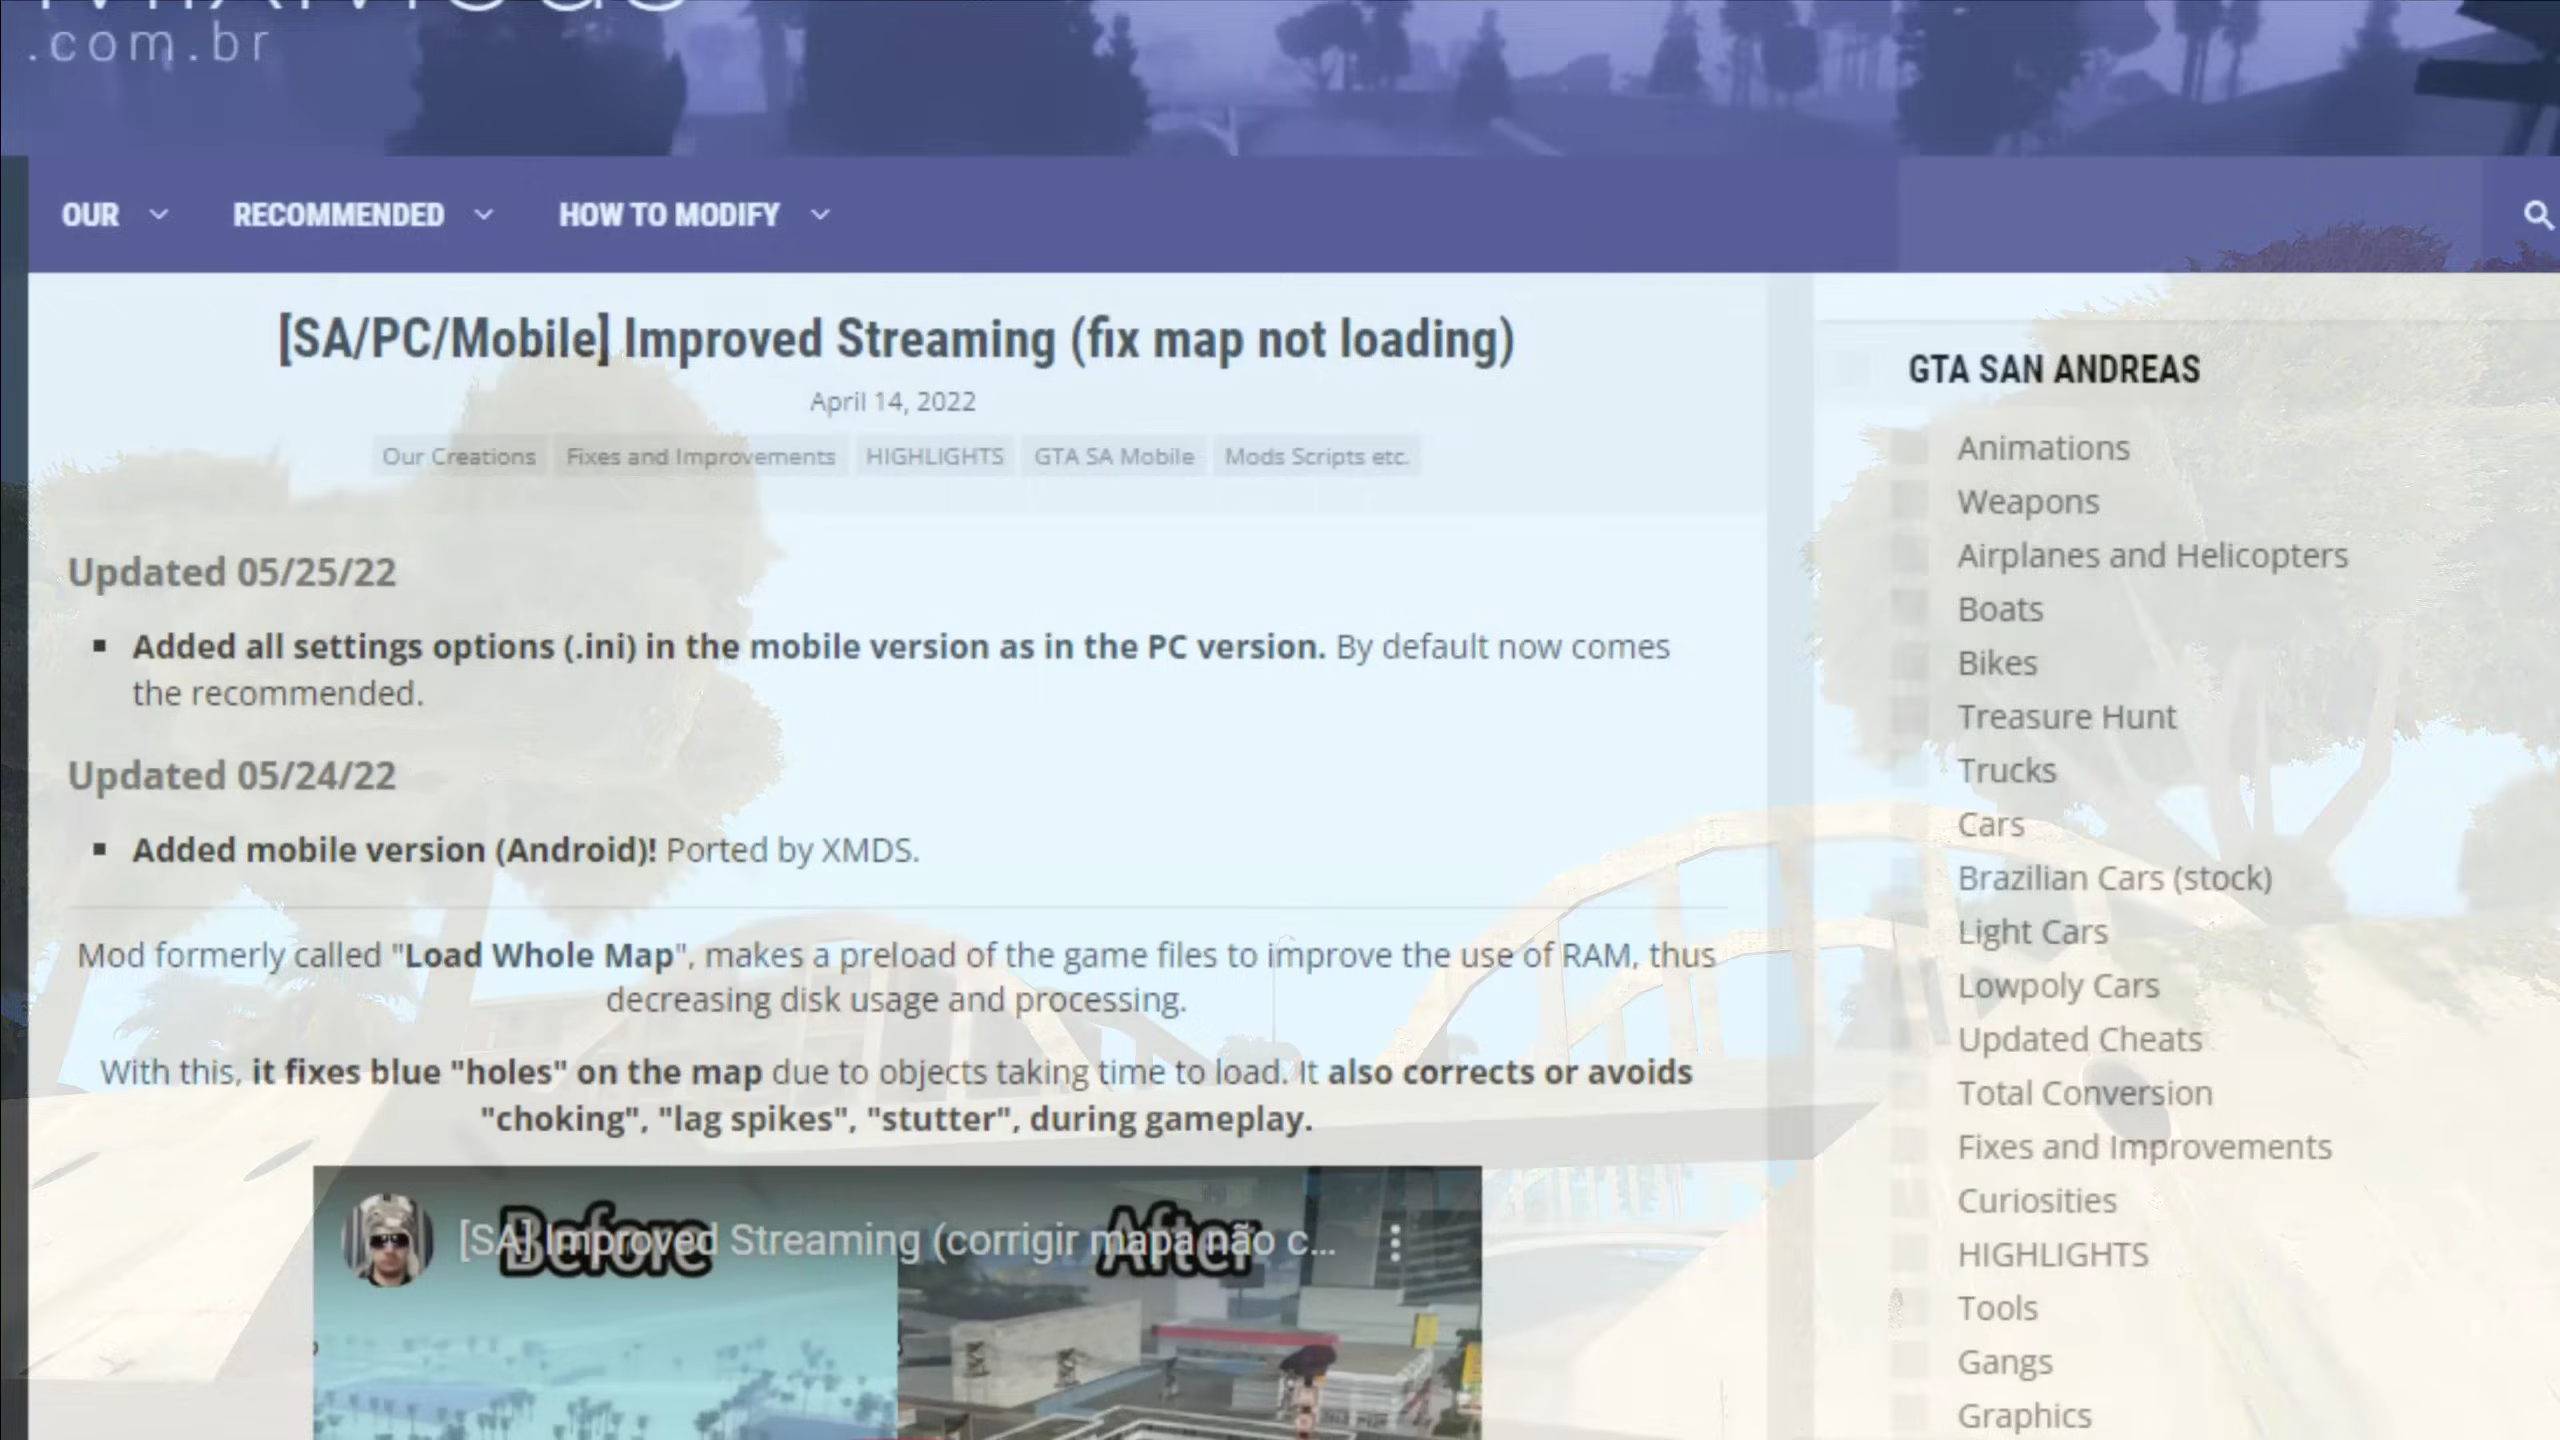 .com.br
OUR
RECOMMENDED
HOW TO MODIFY
[SA/PC/Mobile] Improved Streaming (fix map not loading)
April 14, 2022
Our Creations
Fixes and Improvements
HIGHLIGHTS
GTA SA Mobile
Mods Scripts etc.
Updated 05/25/22
▪ Added all settings options (.ini) in the mobile version as in the PC version. By default now comes
the recommended.
Updated 05/24/22
▪ Added mobile version (Android)! Ported by XMDS.
Mod formerly called "Load Whole Map", makes a preload of the game files to improve the use of RAM, thus
decreasing disk usage and processing.
With this, it fixes blue "holes" on the map due to objects taking time to load. It also corrects or avoids
"choking", "lag spikes", "stutter", during gameplay.
[SA] Improved Streaming (corrigir mapa não c...
Before
After
GTA SAN ANDREAS
Animations
Weapons
Airplanes and Helicopters
Boats
Bikes
Treasure Hunt
Trucks
Cars
Brazilian Cars (stock)
Light Cars
Lowpoly Cars
Updated Cheats
Total Conversion
Fixes and Improvements
Curiosities
HIGHLIGHTS
Tools
Gangs
Graphics